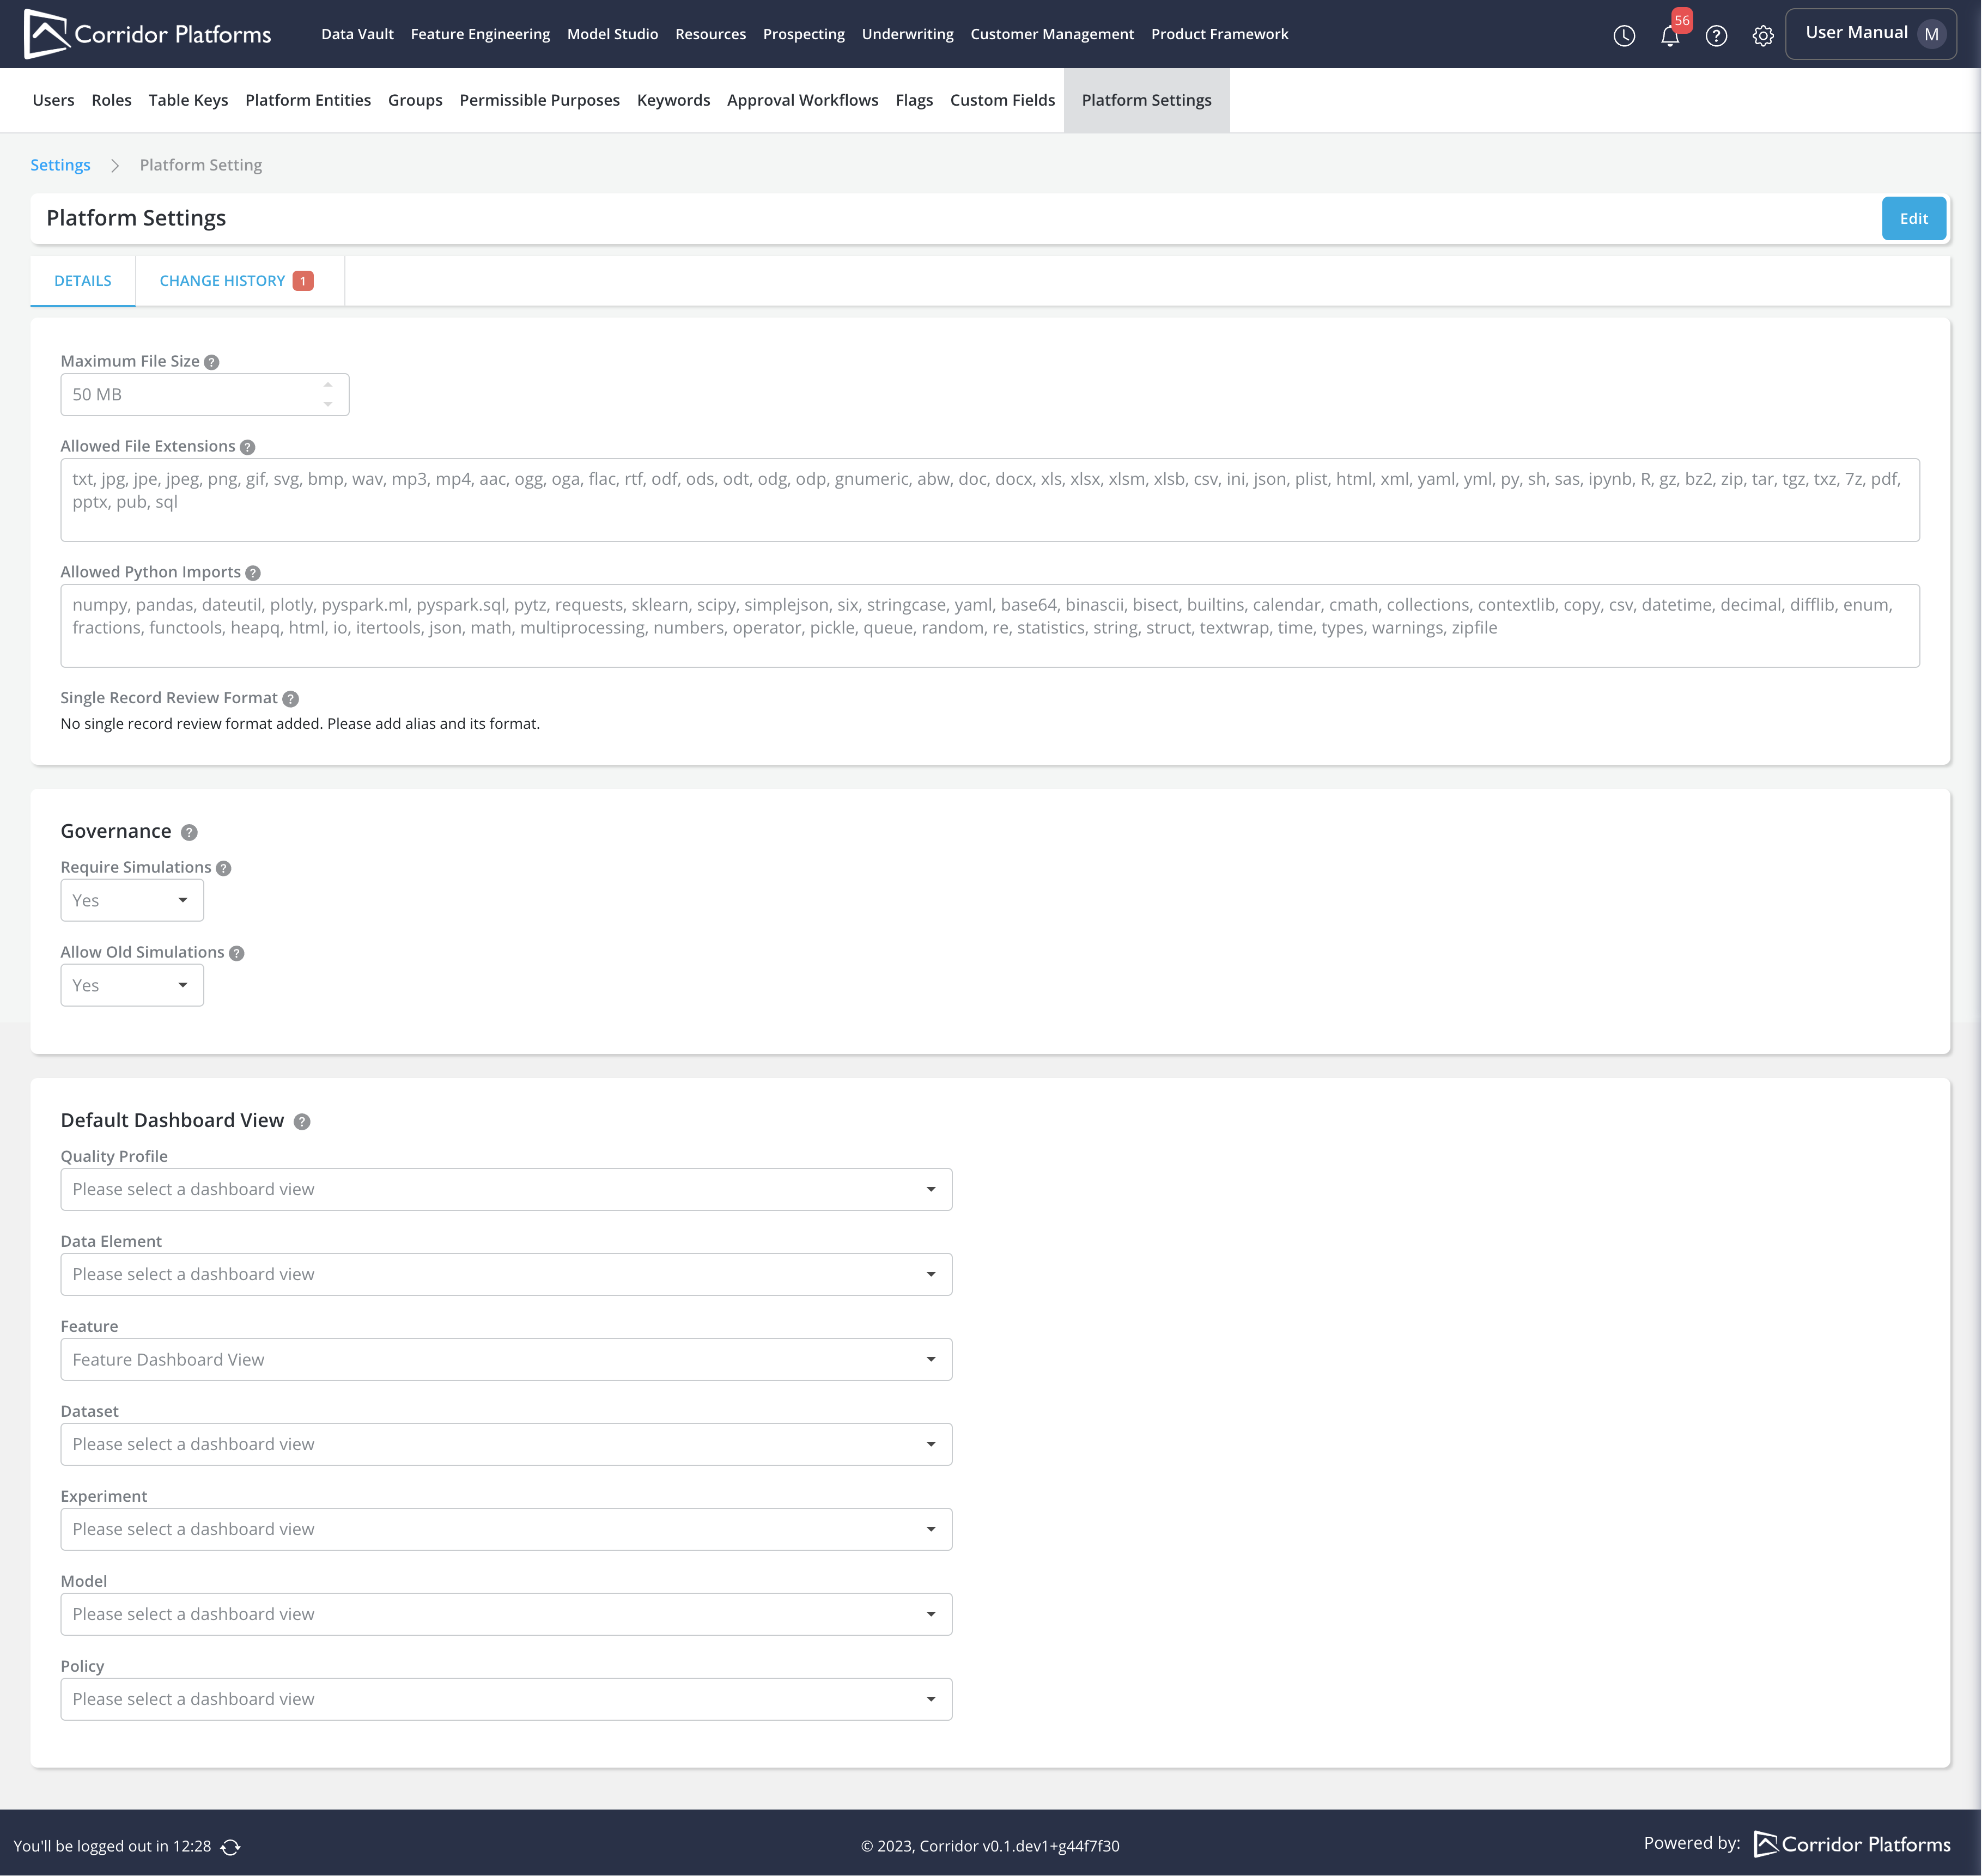 Corridor Platforms
Data Vault Feature Engineering Model Studio Resources Prospecting Underwriting Customer Management Product Framework
56
User Manual M
Users Roles Table Keys Platform Entities Groups Permissible Purposes Keywords Approval Workflows Flags Custom Fields Platform Settings
Settings > Platform Setting
Platform Settings
Edit
DETAILS CHANGE HISTORY 1
Maximum File Size ?
50 MB
Allowed File Extensions ?
txt, jpg, jpe, jpeg, png, gif, svg, bmp, wav, mp3, mp4, aac, ogg, oga, flac, rtf, odf, ods, odt, odg, odp, gnumeric, abw, doc, docx, xls, xlsx, xlsm, xlsb, csv, ini, json, plist, html, xml, yaml, yml, py, sh, sas, ipynb, R, gz, bz2, zip, tar, tgz, txz, 7z, pdf,
pptx, pub, sql
Allowed Python Imports ?
numpy, pandas, dateutil, plotly, pyspark.ml, pyspark.sql, pytz, requests, sklearn, scipy, simplejson, six, stringcase, yaml, base64, binascii, bisect, builtins, calendar, cmath, collections, contextlib, copy, csv, datetime, decimal, difflib, enum,
fractions, functools, heapq, html, io, itertools, json, math, multiprocessing, numbers, operator, pickle, queue, random, re, statistics, string, struct, textwrap, time, types, warnings, zipfile
Single Record Review Format ?
No single record review format added. Please add alias and its format.
Governance ?
Require Simulations ?
Yes
Allow Old Simulations ?
Yes
Default Dashboard View ?
Quality Profile
Please select a dashboard view
Data Element
Please select a dashboard view
Feature
Feature Dashboard View
Dataset
Please select a dashboard view
Experiment
Please select a dashboard view
Model
Please select a dashboard view
Policy
Please select a dashboard view
You'll be logged out in 12:28
© 2023, Corridor v0.1.dev1+g44f7f30
Powered by: Corridor Platforms